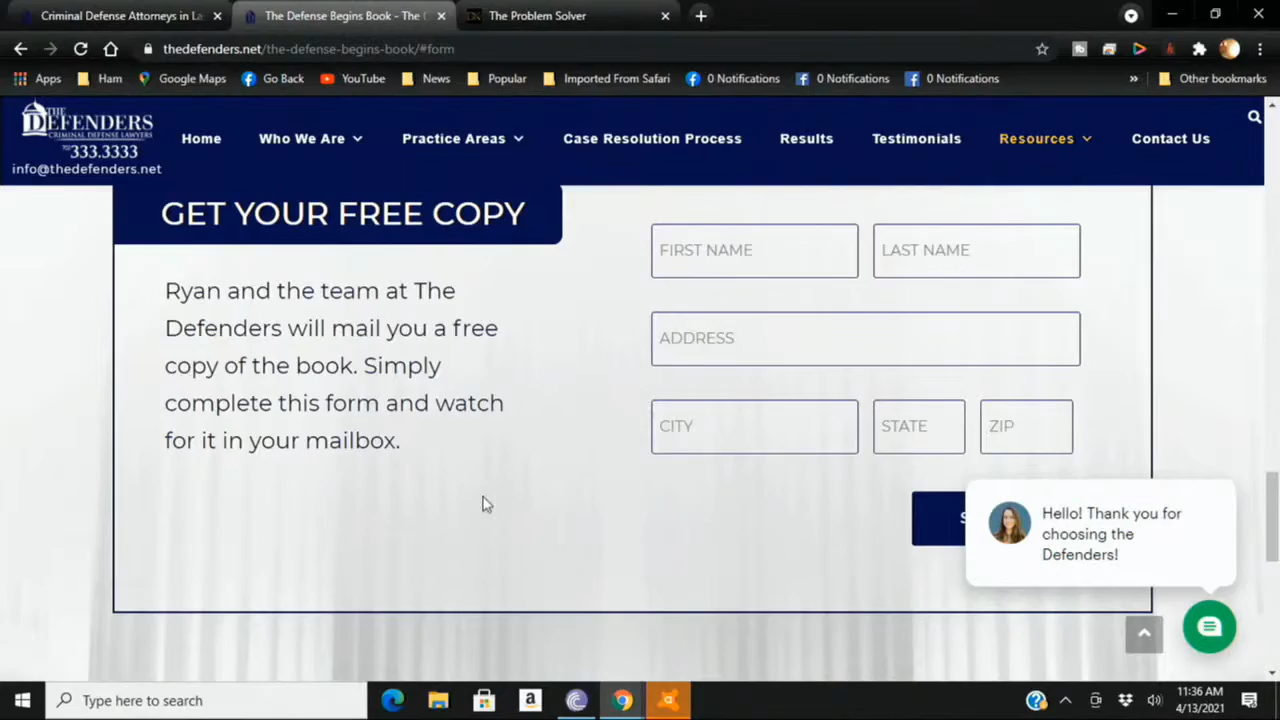 Criminal Defense Attorneys in La
The Defense Begins Book - The
The Problem Solver
thedefenders.net/the-defense-begins-book/#form
Apps
Ham
Google Maps
Go Back
YouTube
News
Popular
Imported From Safari
0 Notifications
0 Notifications
0 Notifications
Other bookmarks
THE
DEFENDERS
CRIMINAL DEFENSE LAWYERS
702 333.3333
info@thedefenders.net
Home
Who We Are
Practice Areas
Case Resolution Process
Results
Testimonials
Resources
Contact Us
GET YOUR FREE COPY
Ryan and the team at The
Defenders will mail you a free
copy of the book. Simply
complete this form and watch
for it in your mailbox.
FIRST NAME
LAST NAME
ADDRESS
CITY
STATE
ZIP
Hello! Thank you for
choosing the
Defenders!
Type here to search
11:36 AM
4/13/2021